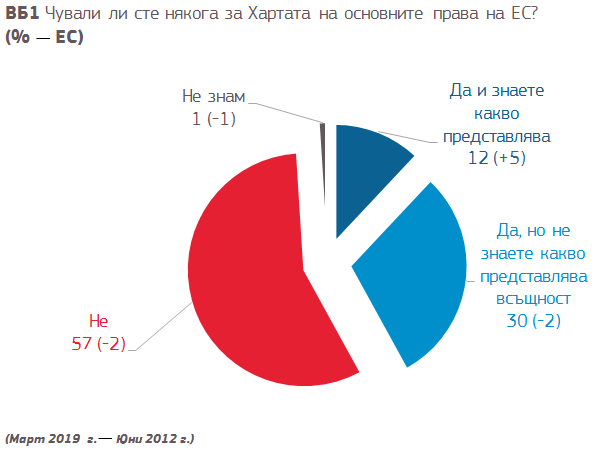 ВБ1 Чували ли сте някога за Хартата на основните права на ЕС?
(% — ЕС)
Не знам
1 (-1)
Да и знаете
какво
представлява
12 (+5)
Да, но не
знаете какво
представлява
всъщност
30 (-2)
Не
57 (-2)
(Март 2019 г.— Юни 2012 г.)